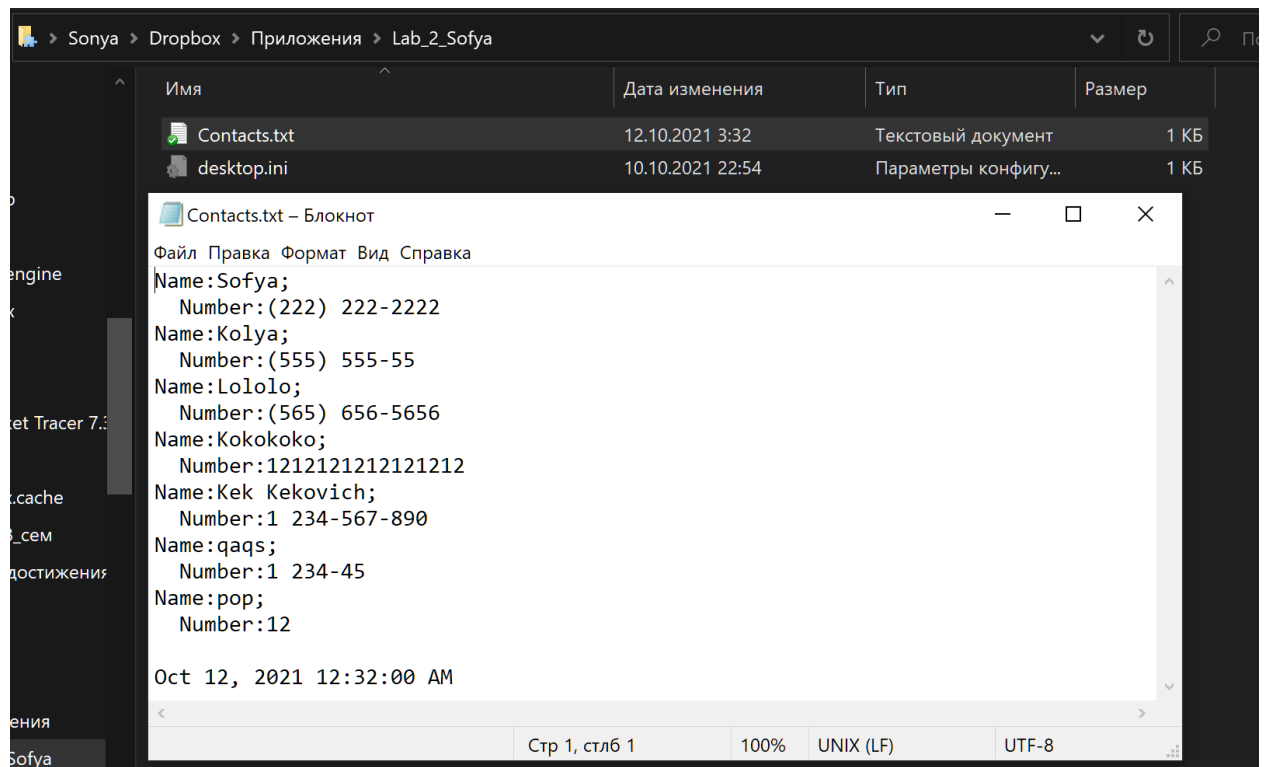 Sonya > Dropbox > Приложения > Lab_2_Sofya
Имя Дата изменения Тип Размер
Contacts.txt 12.10.2021 3:32 Текстовый документ 1 КБ
desktop.ini 10.10.2021 22:54 Параметры конфигу... 1 КБ
engine
ket Tracer 7.3
.cache
3_сем
достижения
ения
Sofya
Contacts.txt – Блокнот
Файл Правка Формат Вид Справка
Name:Sofya;
Number:(222) 222-2222
Name:Kolya;
Number:(555) 555-55
Name:Lololo;
Number:(565) 656-5656
Name:Kokokoko;
Number:1212121212121212
Name:Kek Kekovich;
Number:1 234-567-890
Name:qaqs;
Number:1 234-45
Name:pop;
Number:12
Oct 12, 2021 12:32:00 AM
Стр 1, стлб 1 100% UNIX (LF) UTF-8